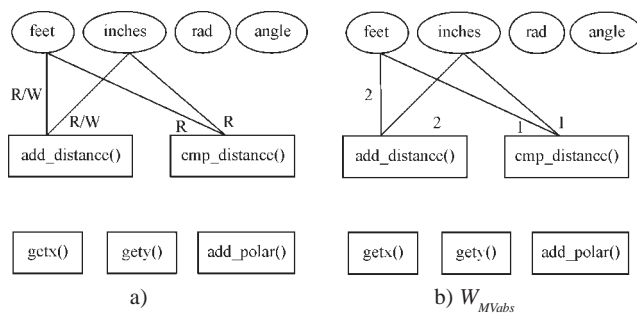 feet inches rad angle feet inches rad angle
R/W R/W R R 2 2 1 1
add_distance() cmp_distance() add_distance() cmp_distance()
getx() gety() add_polar() getx() gety() add_polar()
a) b) W_MVabs